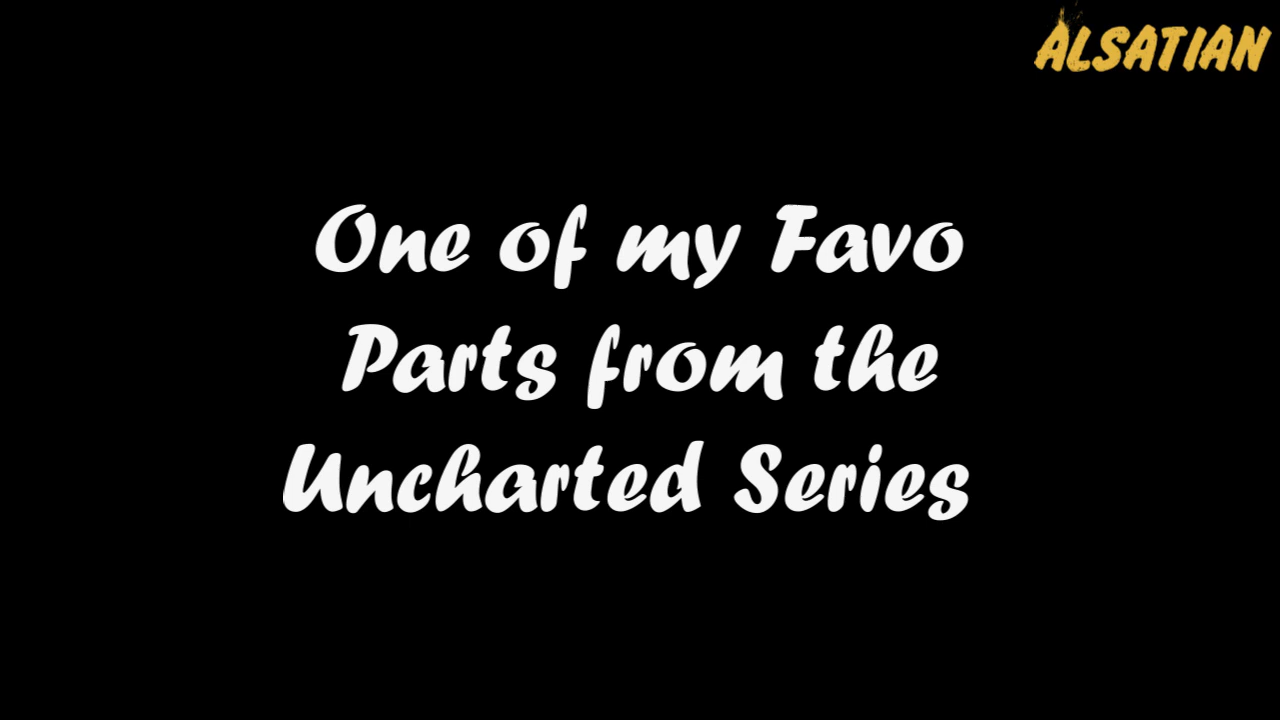 ALSATIAN
One of my Favo
Parts from the
Uncharted Series